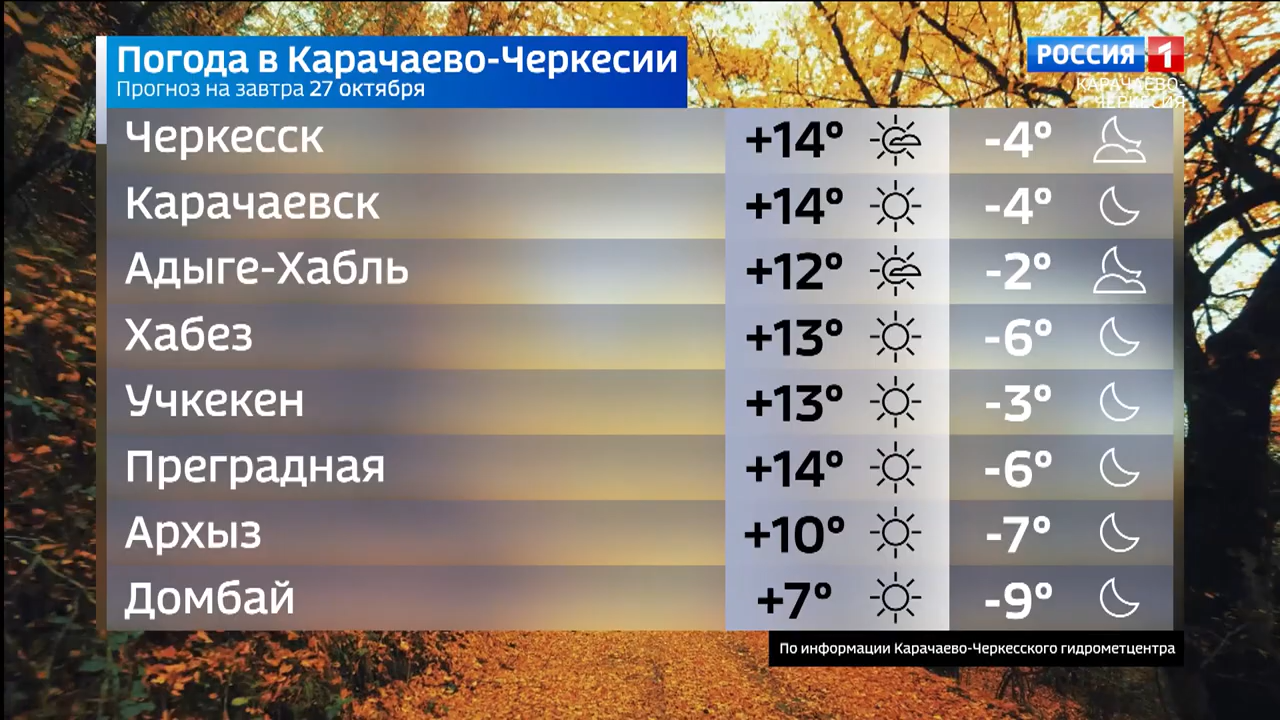 Погода в Карачаево-Черкесии
Прогноз на завтра 27 октября
РОССИЯ 1
КАРАЧАЕВО-
ЧЕРКЕСИЯ
Черкесск +14° -4°
Карачаевск +14° -4°
Адыге-Хабль +12° -2°
Хабез +13° -6°
Учкекен +13° -3°
Преградная +14° -6°
Архыз +10° -7°
Домбай +7° -9°
По информации Карачаево-Черкесского гидрометцентра